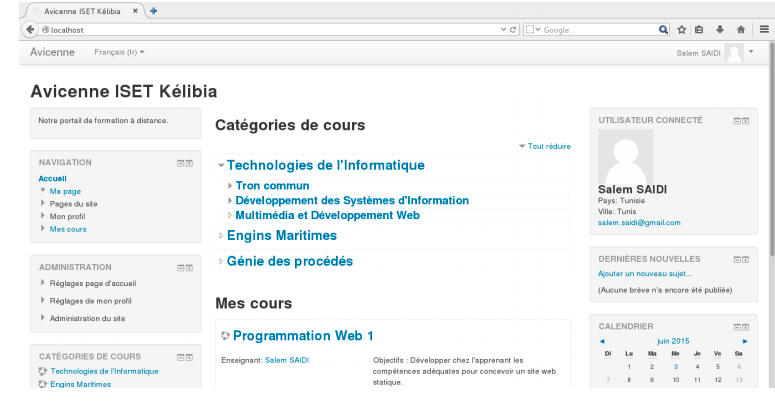 Avicenne ISET Kélibia
localhost
Google
Avicenne
Français (fr)
Salem SAIDI
Avicenne ISET Kélibia
Notre portail de formation à distance.
NAVIGATION
Accueil
Ma page
Pages du site
Mon profil
Mes cours
ADMINISTRATION
Réglages page d'accueil
Réglages de mon profil
Administration du site
CATÉGORIES DE COURS
Technologies de l'Informatique
Engins Maritimes
Catégories de cours
Tout réduire
Technologies de l'Informatique
Tron commun
Développement des Systèmes d'Information
Multimédia et Développement Web
Engins Maritimes
Génie des procédés
Mes cours
Programmation Web 1
Enseignant: Salem SAIDI
Objectifs : Développer chez l'apprenant les
compétences adéquates pour concevoir un site web
statique.
UTILISATEUR CONNECTÉ
Salem SAIDI
Pays: Tunisie
Ville: Tunis
salem.saidi@gmail.com
DERNIÈRES NOUVELLES
Ajouter un nouveau sujet...
(Aucune brève n'a encore été publiée)
CALENDRIER
juin 2015
Di Lu Ma Me Je Ve Sa
1 2 3 4 5 6
7 8 9 10 11 12 13